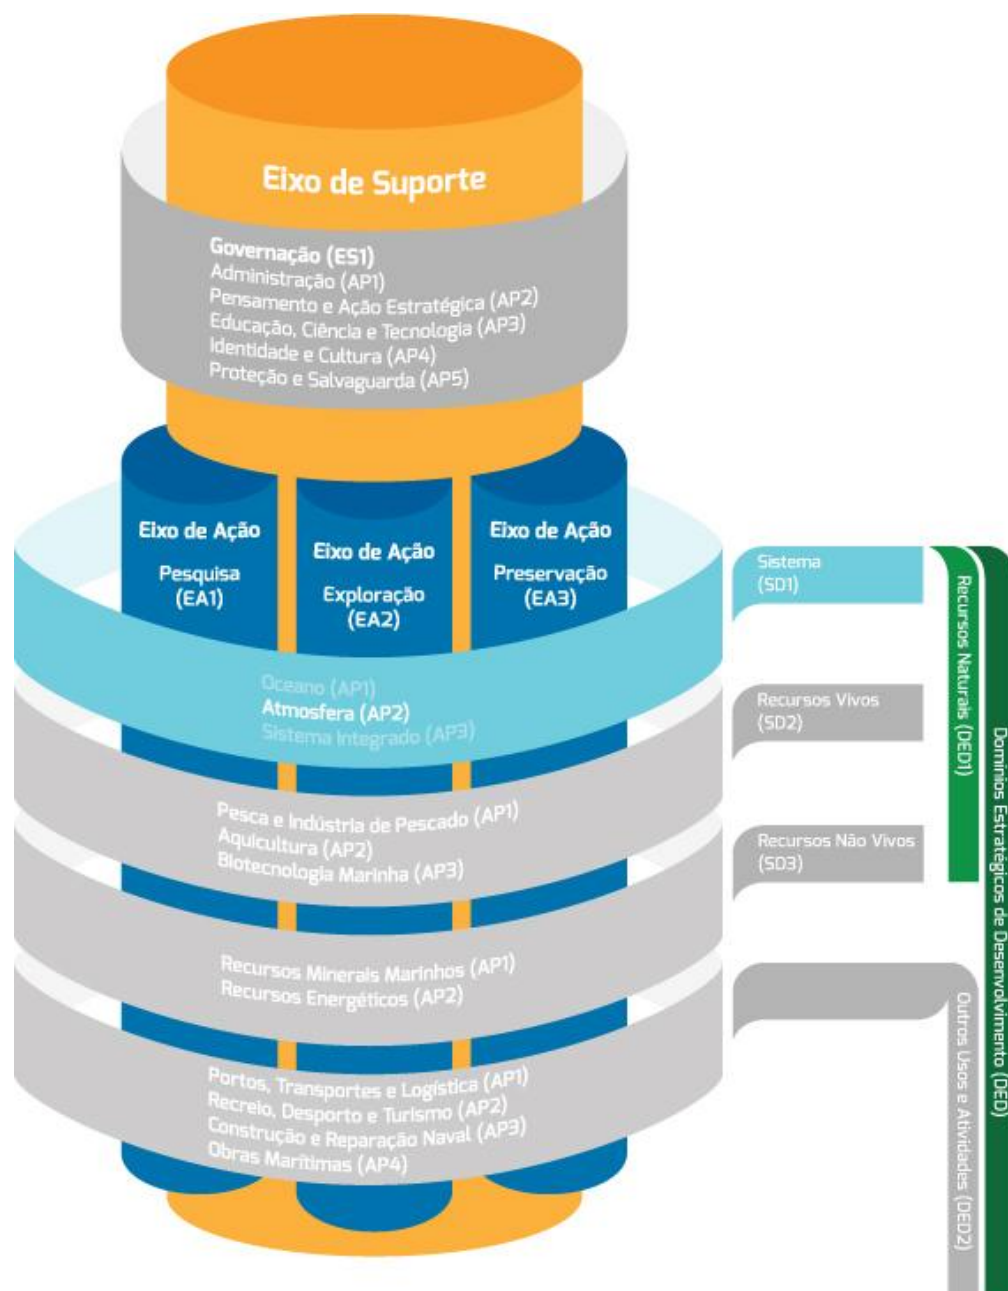 Eixo de Suporte
Governação (ES1)
Administração (AP1)
Pensamento e Ação Estratégica (AP2)
Educação, Ciência e Tecnologia (AP3)
Identidade e Cultura (AP4)
Proteção e Salvaguarda (AP5)
Eixo de Ação
Pesquisa
(EA1)
Eixo de Ação
Exploração
(EA2)
Eixo de Ação
Preservação
(EA3)
Oceano (AP1)
Atmosfera (AP2)
Sistema Integrado (AP3)
Sistema
(SD1)
Pesca e Indústria de Pescado (AP1)
Aquicultura (AP2)
Biotecnologia Marinha (AP3)
Recursos Vivos
(SD2)
Recursos Minerais Marinhos (AP1)
Recursos Energéticos (AP2)
Recursos Não Vivos
(SD3)
Portos, Transportes e Logística (AP1)
Recreio, Desporto e Turismo (AP2)
Construção e Reparação Naval (AP3)
Obras Marítimas (AP4)
Recursos Naturais (DED1)
Outros Usos e Atividades (DED2)
Domínios Estratégicos de Desenvolvimento (DED)